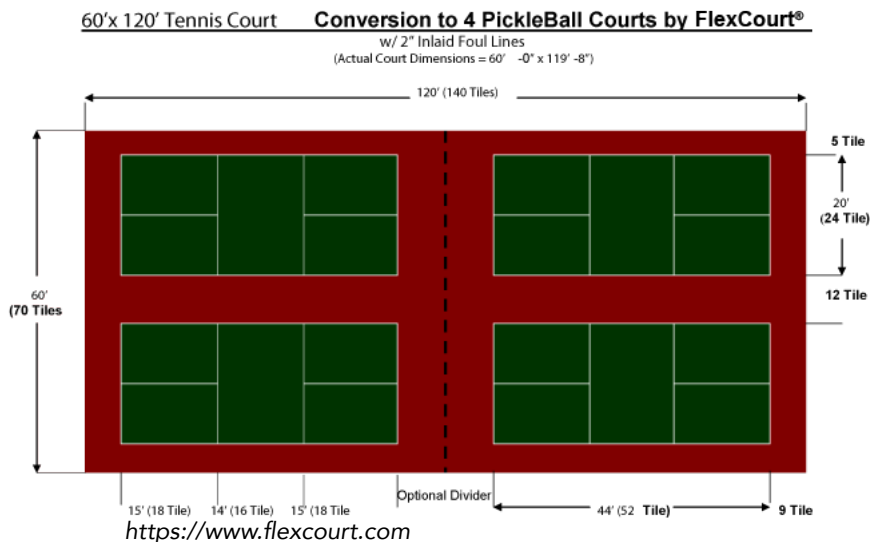 60'x 120' Tennis Court Conversion to 4 PickleBall Courts by FlexCourt®
w/ 2" Inlaid Foul Lines
(Actual Court Dimensions = 60' -0" x 119' -8")
120' (140 Tiles)
5 Tile
20'
(24 Tile)
60'
(70 Tiles
12 Tile
Optional Divider
15' (18 Tile) 14' (16 Tile) 15' (18 Tile 44' (52 Tile) 9 Tile
https://www.flexcourt.com